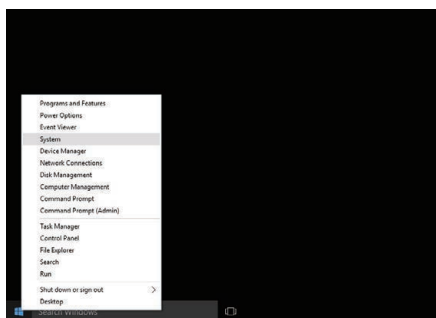 Programs and Features
Power Options
Event Viewer
System
Device Manager
Network Connections
Disk Management
Computer Management
Command Prompt
Command Prompt (Admin)
Task Manager
Control Panel
File Explorer
Search
Run
Shut down or sign out
Desktop
Search Windows